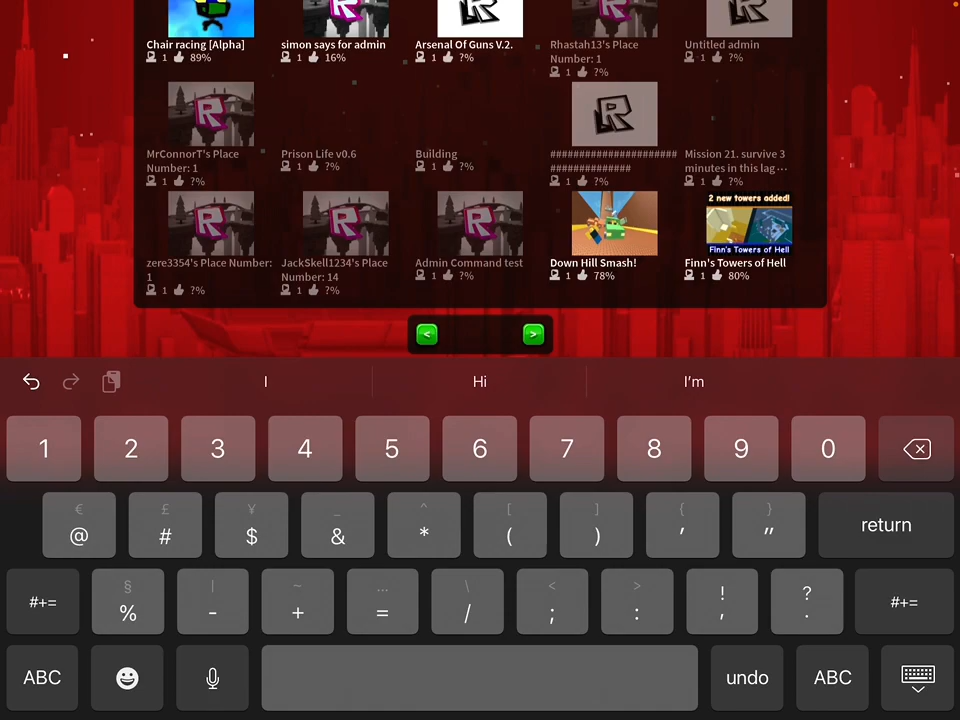 Chair racing [Alpha]
1 89%
simon says for admin
1 16%
Arsenal Of Guns V.2.
1 ?%
Rhastah13's Place
Number: 1
1 ?%
Untitled admin
1 ?%
MrConnorT's Place
Number: 1
1 ?%
Prison Life v0.6
1 ?%
Building
1 ?%
######################
##############
1 ?%
Mission 21. survive 3
minutes in this lag ···
1 ?%
zere3354's Place Number:
1
1 ?%
JackSkell1234's Place
Number: 14
1 ?%
Admin Command test
1 ?%
Down Hill Smash!
1 78%
2 new towers added!
Finn's Towers of Hell
Finn's Towers of Hell
1 80%
< >
I Hi I'm
1 2 3 4 5 6 7 8 9 0
€ £ ¥ _ ^ [ ] { }
@ # $ & * ( ) ' " return
§ | ~ … \ < > ! ?
#+= % - + = / ; : , . #+=
ABC undo ABC